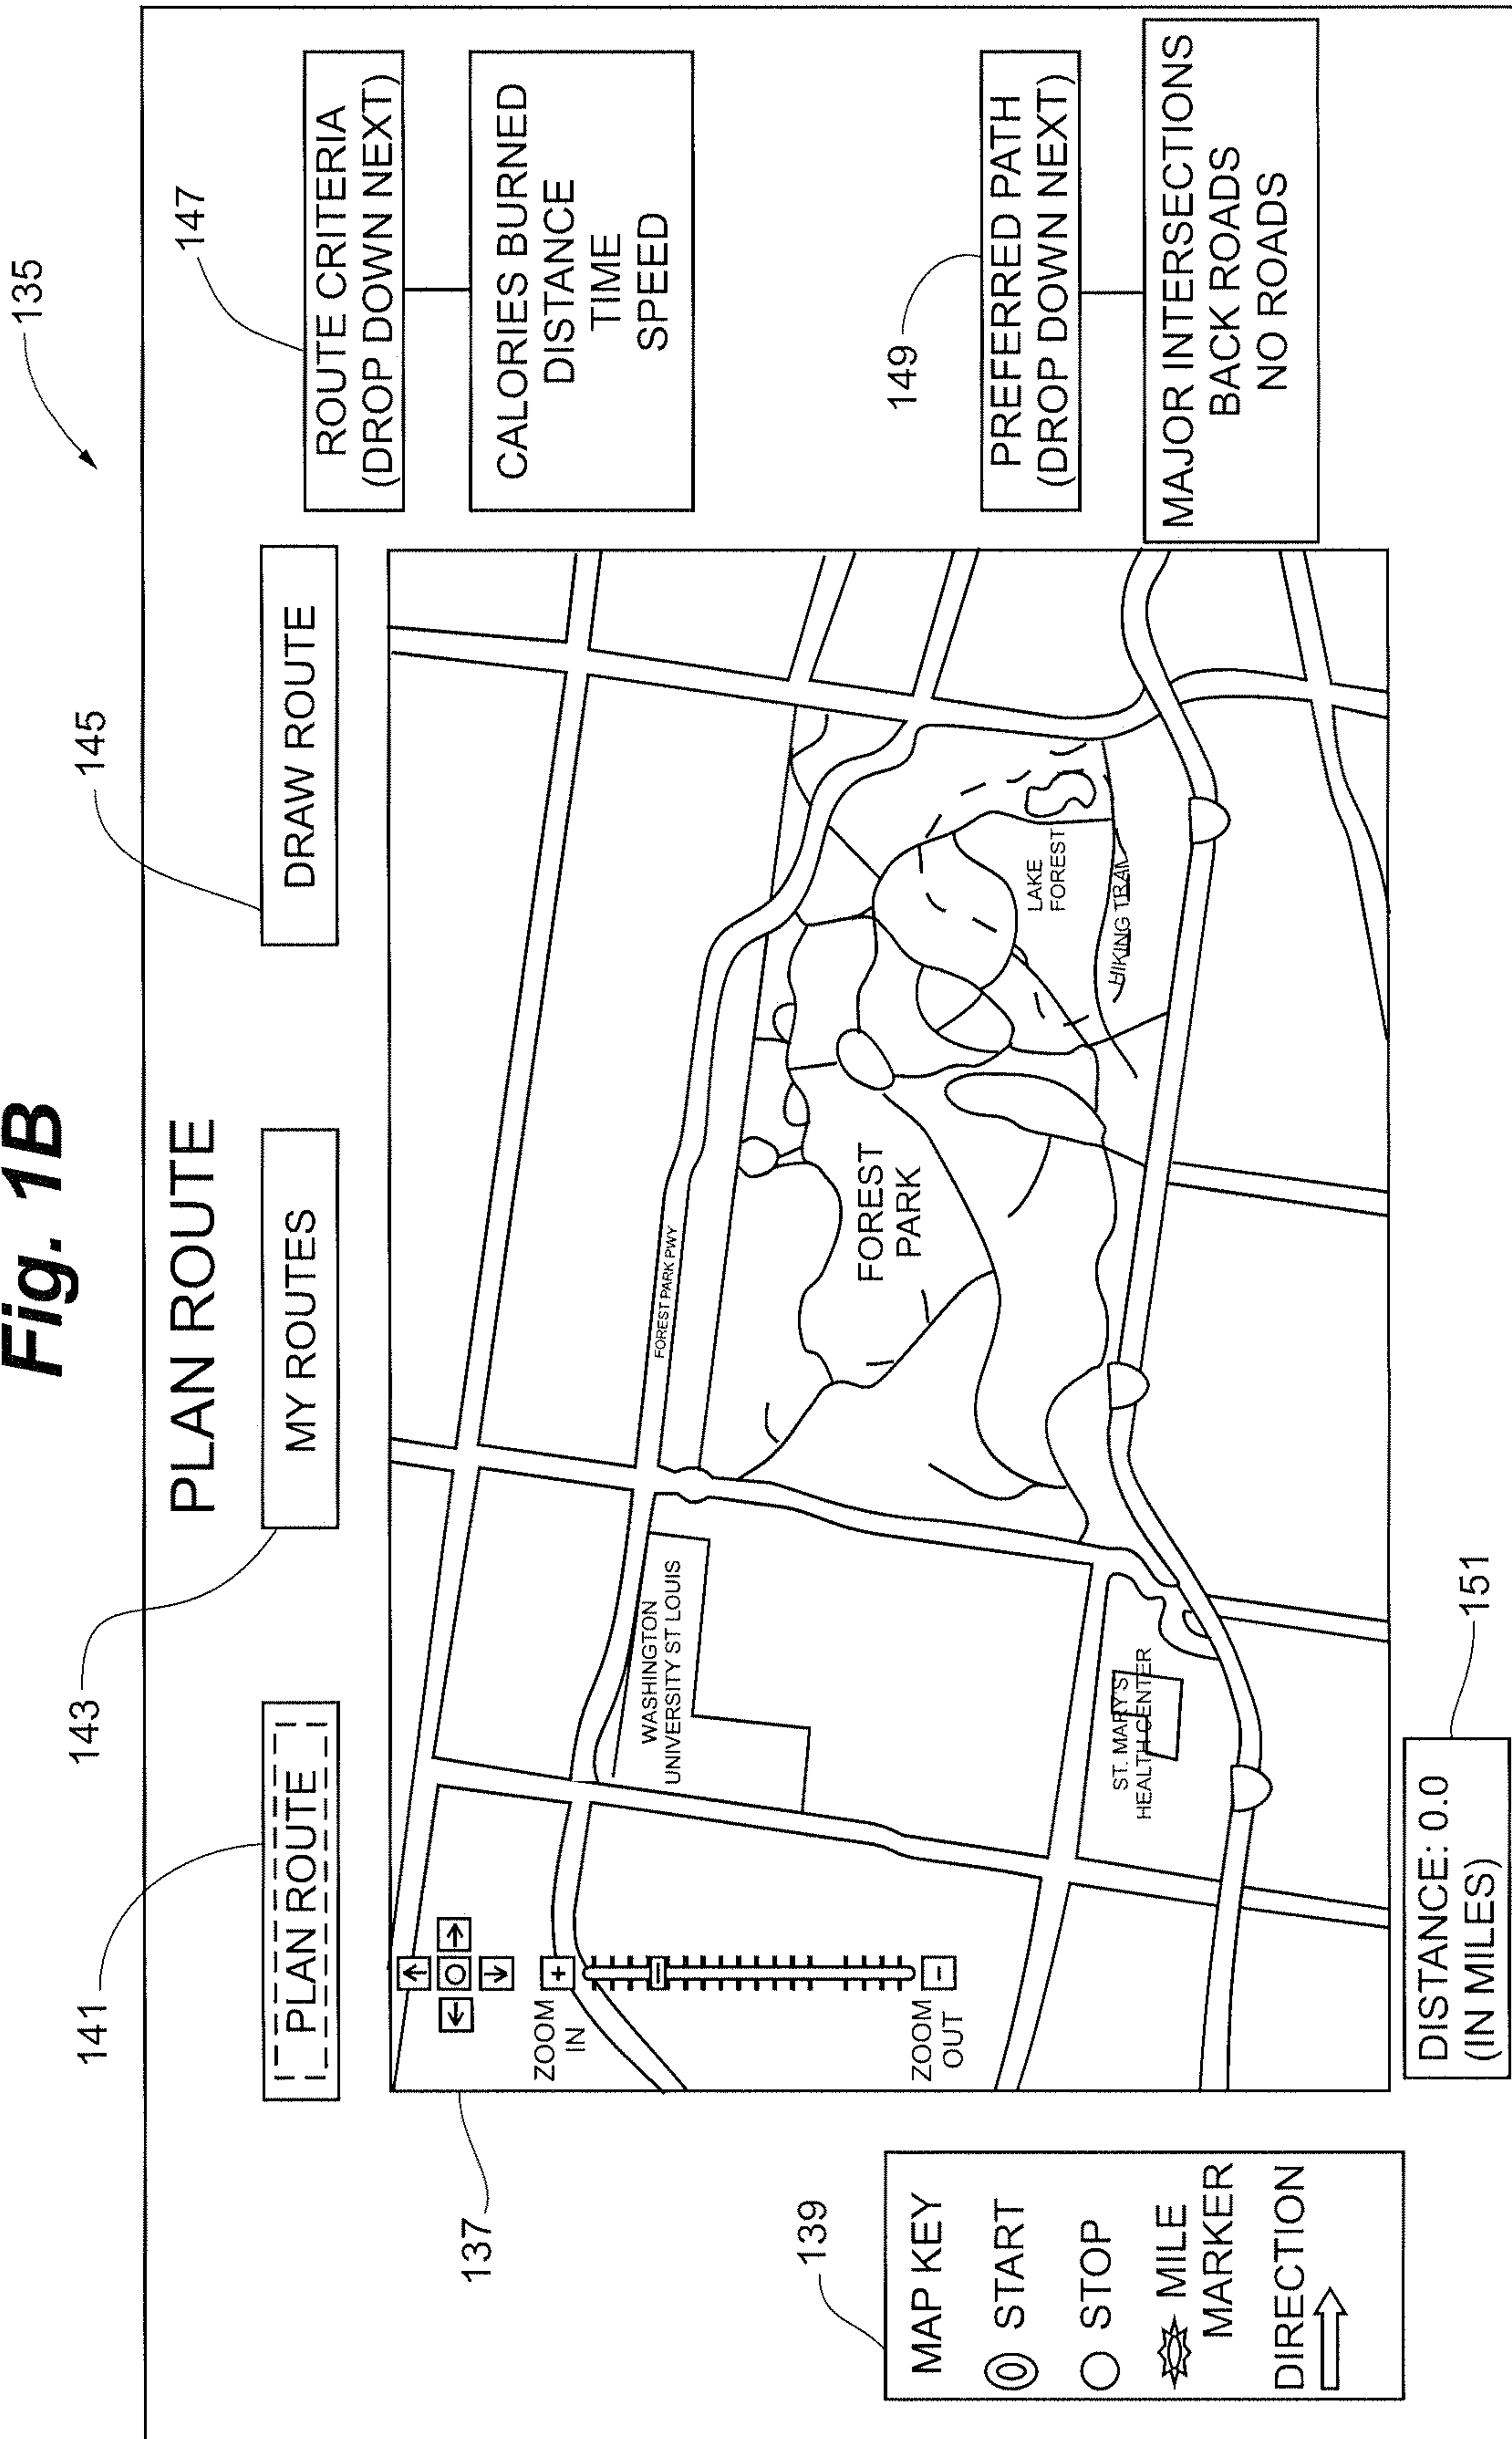 Fig. 1B
135
PLAN ROUTE
141
143
145
147
PLAN ROUTE
MY ROUTES
DRAW ROUTE
ROUTE CRITERIA
(DROP DOWN NEXT)
CALORIES BURNED
DISTANCE
TIME
SPEED
149
PREFERRED PATH
(DROP DOWN NEXT)
MAJOR INTERSECTIONS
BACK ROADS
NO ROADS
137
ZOOM
IN
+
ZOOM
OUT
-
FOREST PARK PWY
WASHINGTON
UNIVERSITY ST LOUIS
FOREST
PARK
LAKE
FOREST
HIKING TRAIL
ST. MARY'S
HEALTH CENTER
139
MAP KEY
START
STOP
MILE
MARKER
DIRECTION
DISTANCE: 0.0
(IN MILES)
151